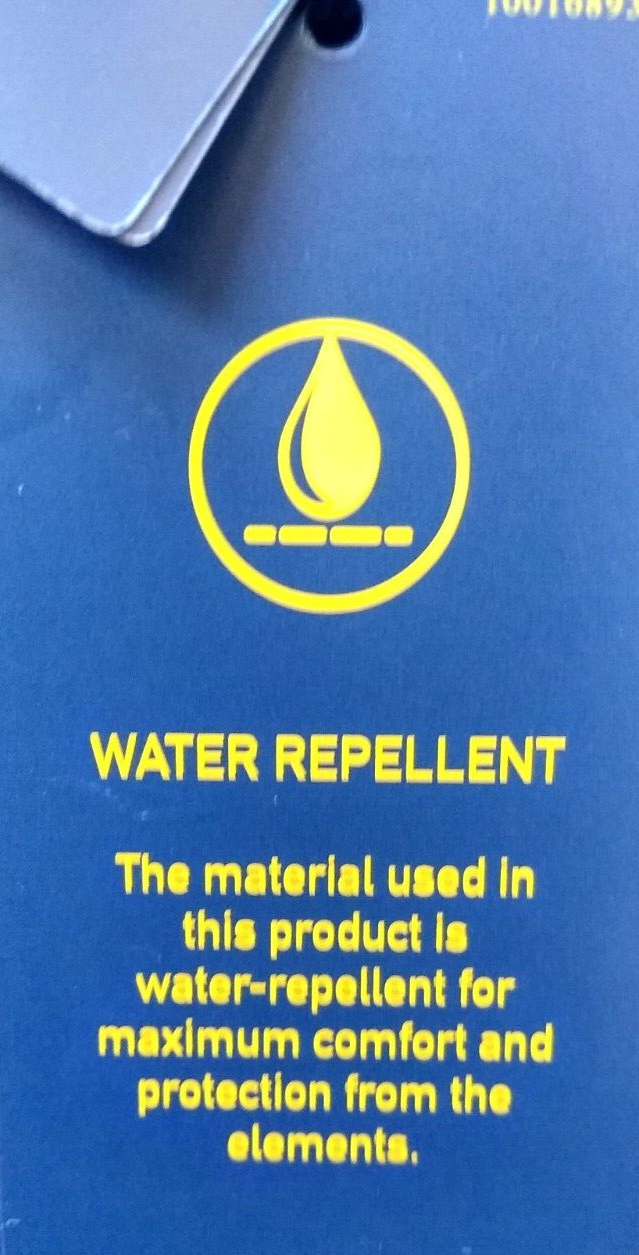 WATER REPELLENT
The material used in
this product is
water-repellent for
maximum comfort and
protection from the
elements.